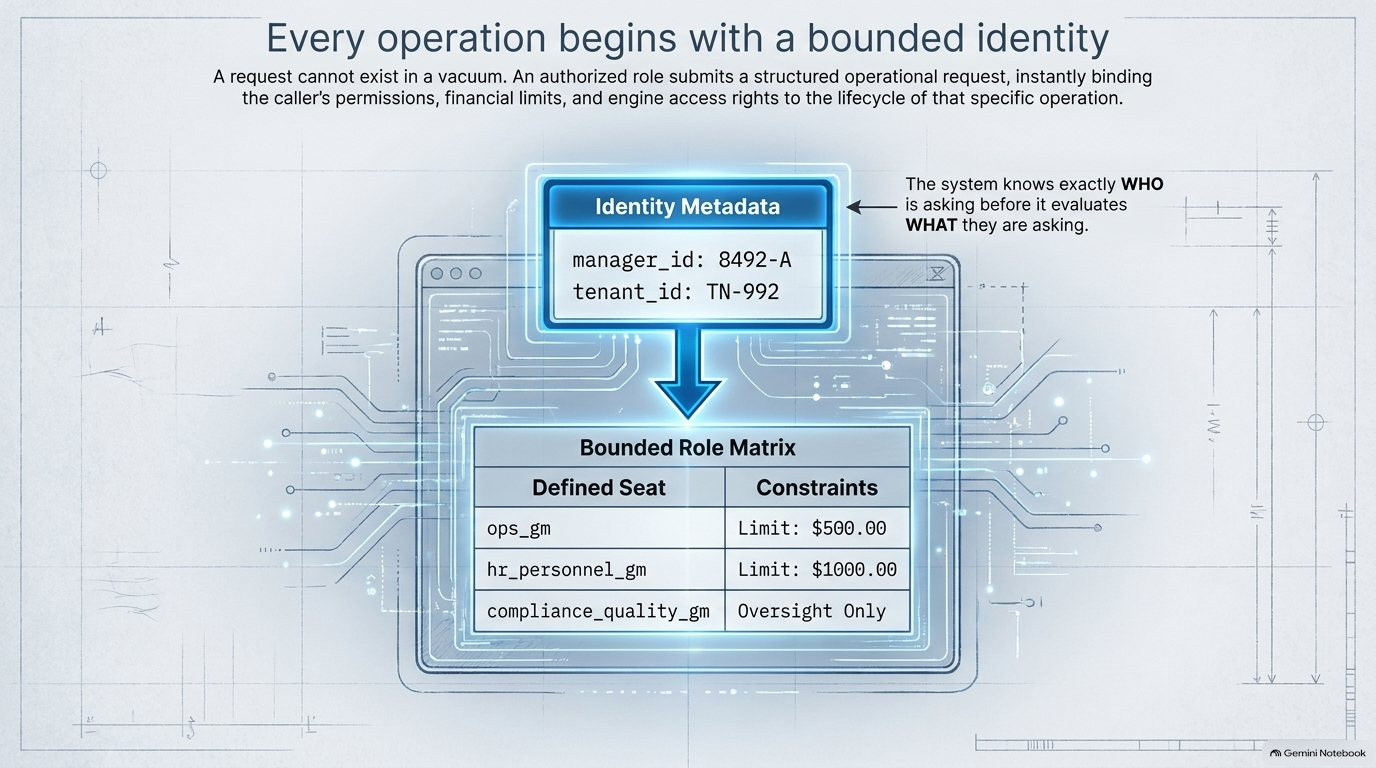 Every operation begins with a bounded identity
A request cannot exist in a vacuum. An authorized role submits a structured operational request, instantly binding
the caller's permissions, financial limits, and engine access rights to the lifecycle of that specific operation.
Identity Metadata
manager_id: 8492-A
tenant_id: TN-992
The system knows exactly WHO
is asking before it evaluates
WHAT they are asking.
Bounded Role Matrix
Defined Seat Constraints
ops_gm Limit: $500.00
hr_personnel_gm Limit: $1000.00
compliance_quality_gm Oversight Only
Gemini Notebook